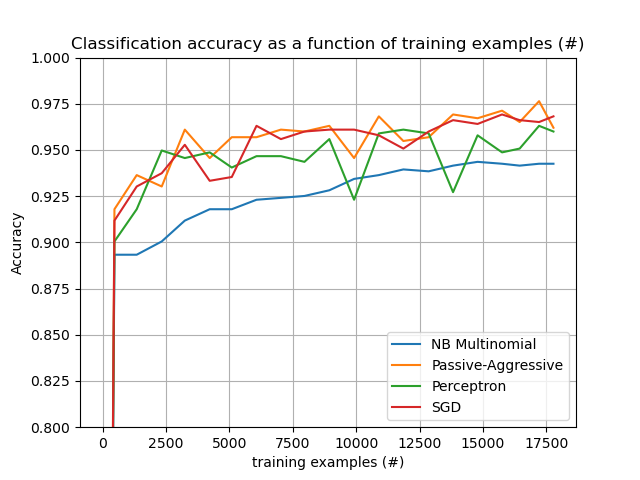 Classification accuracy as a function of training examples (#)
1.000
0.975
0.950
0.925
0.900
0.875
0.850
0.825
0.800
Accuracy
NB Multinomial
Passive-Aggressive
Perceptron
SGD
0 2500 5000 7500 10000 12500 15000 17500
training examples (#)